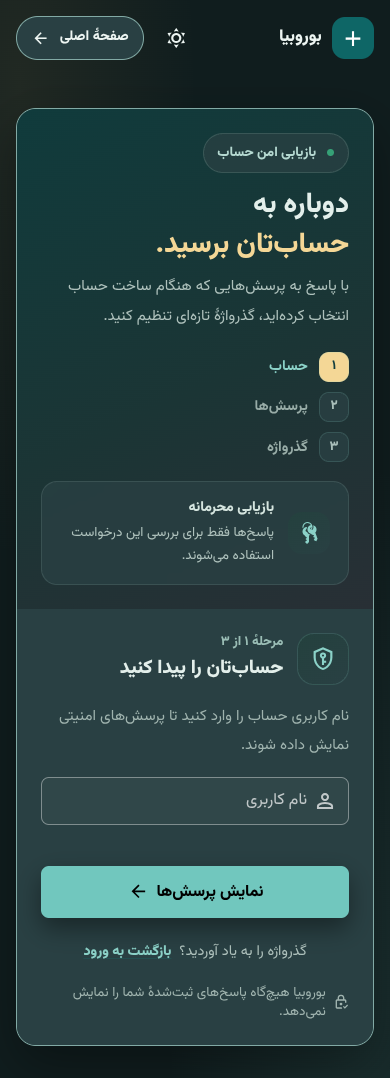 بوروبیا
صفحهٔ اصلی
بازیابی امن حساب
دوباره به
حساب‌تان برسید.
با پاسخ به پرسش‌هایی که هنگام ساخت حساب
انتخاب کرده‌اید، گذرواژهٔ تازه‌ای تنظیم کنید.
۱ حساب
۲ پرسش‌ها
۳ گذرواژه
بازیابی محرمانه
پاسخ‌ها فقط برای بررسی این درخواست
استفاده می‌شوند.
مرحلهٔ ۱ از ۳
حساب‌تان را پیدا کنید
نام کاربری حساب را وارد کنید تا پرسش‌های امنیتی
نمایش داده شوند.
نام کاربری
نمایش پرسش‌ها
گذرواژه را به یاد آوردید؟ بازگشت به ورود
بوروبیا هیچ‌گاه پاسخ‌های ثبت‌شدهٔ شما را نمایش
نمی‌دهد.